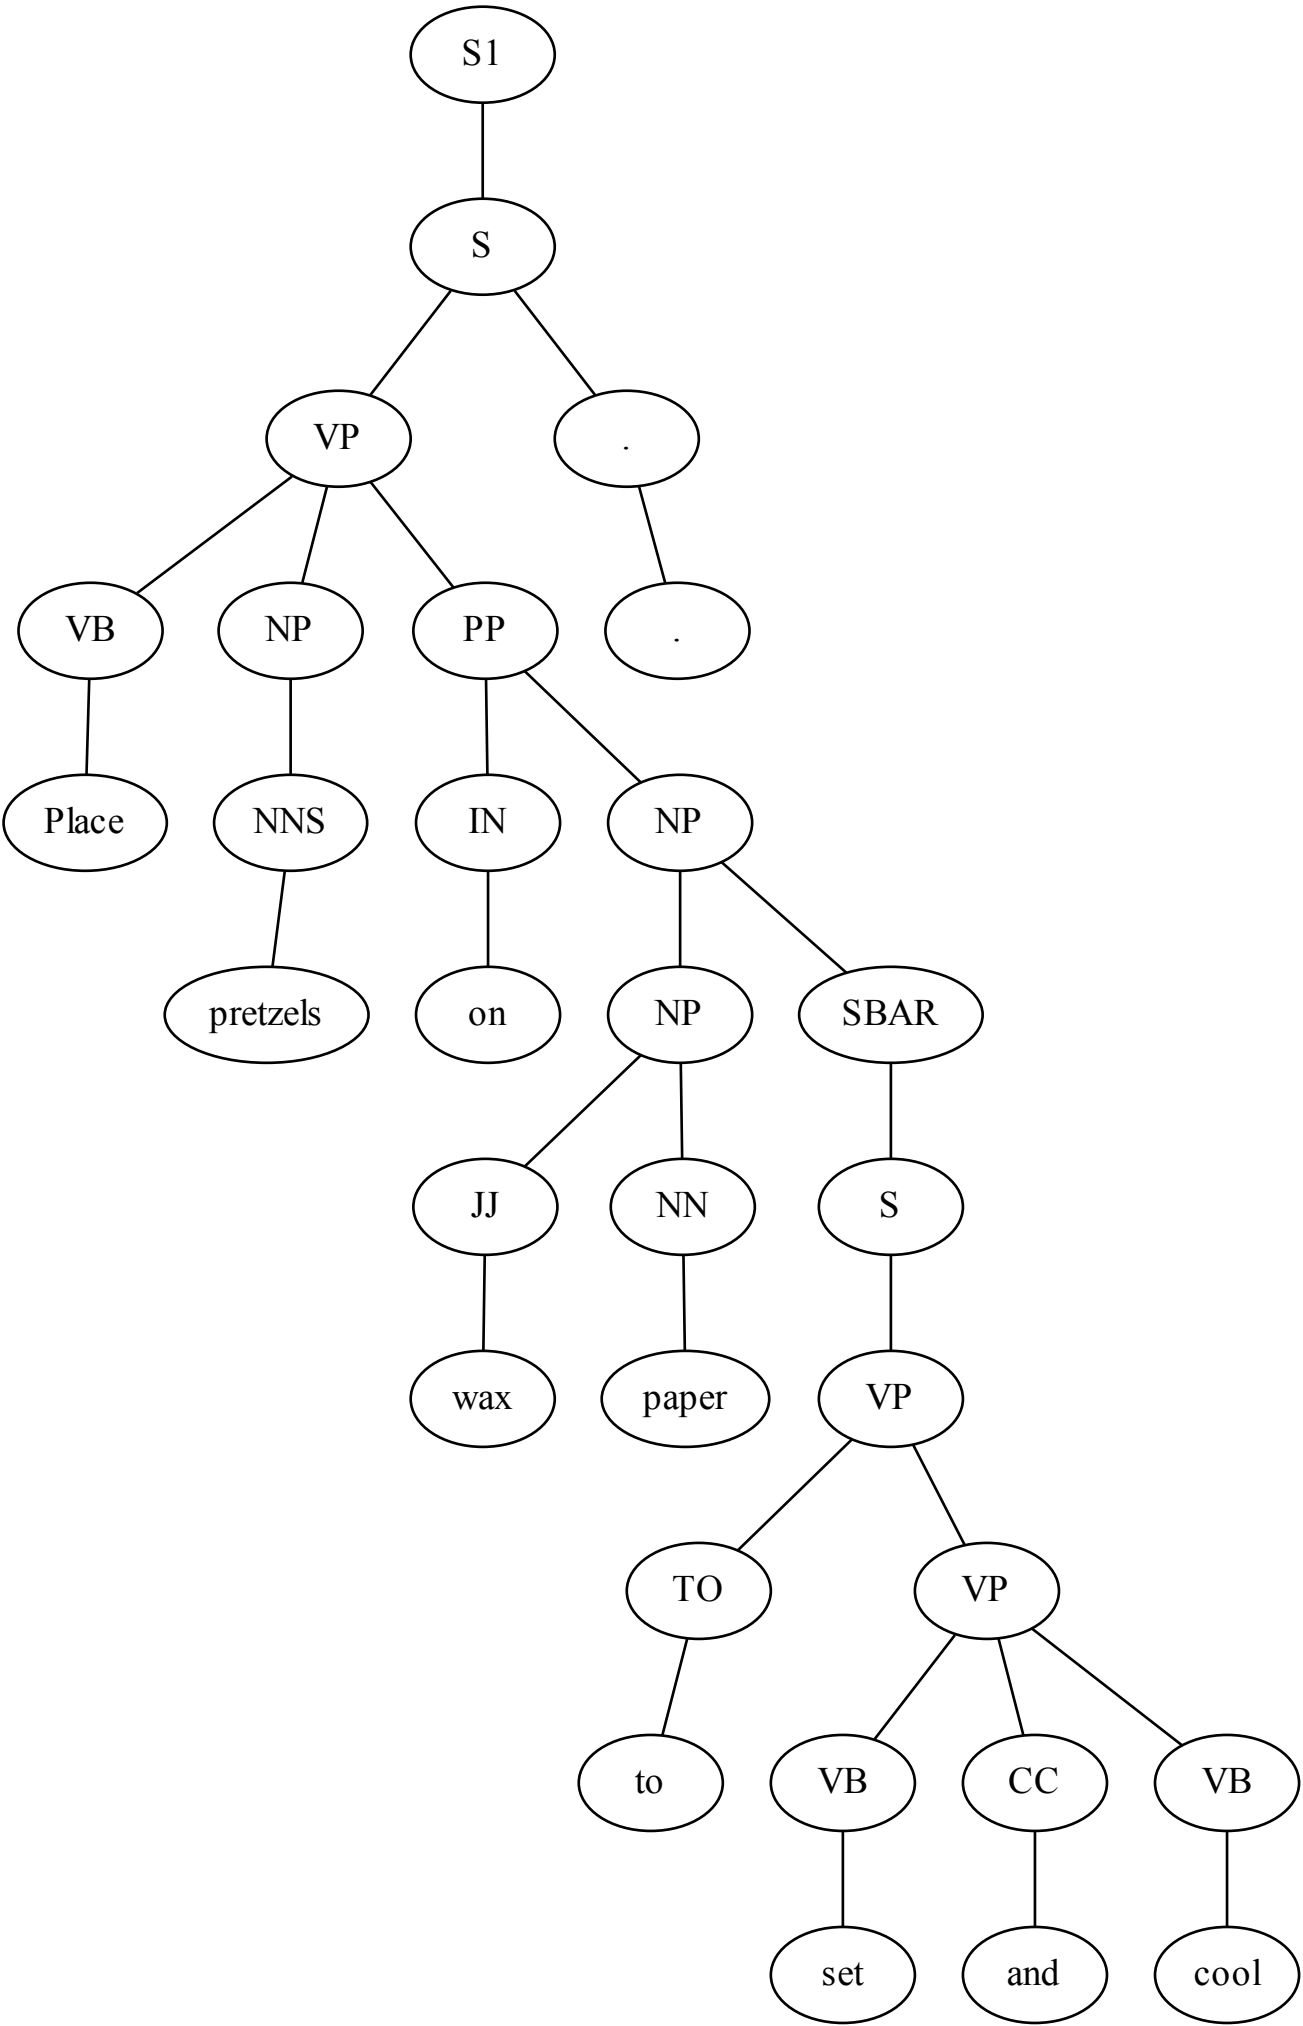 S1
S
VP .
VB NP PP .
Place NNS IN NP
pretzels on NP SBAR
JJ NN S
wax paper VP
TO VP
to VB CC VB
set and cool